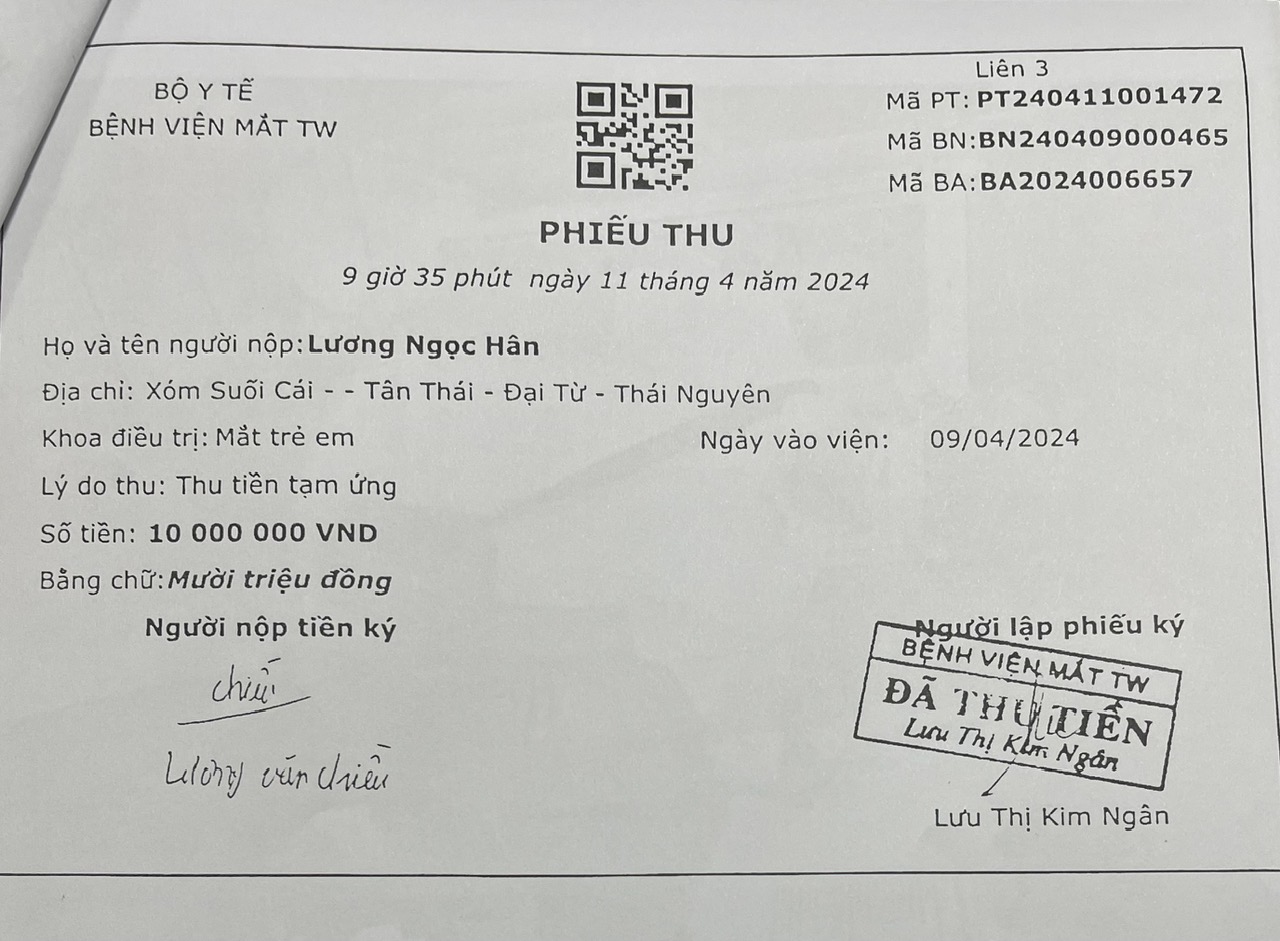 BỘ Y TẾ
BỆNH VIỆN MẮT TW
Liên 3
Mã PT: PT240411001472
Mã BN:BN240409000465
Mã BA:BA2024006657
PHIẾU THU
9 giờ 35 phút ngày 11 tháng 4 năm 2024
Họ và tên người nộp:Lương Ngọc Hân
Địa chỉ: Xóm Suối Cái - - Tân Thái - Đại Từ - Thái Nguyên
Khoa điều trị: Mắt trẻ em
Ngày vào viện: 09/04/2024
Lý do thu: Thu tiền tạm ứng
Số tiền: 10 000 000 VND
Bằng chữ:Mười triệu đồng
Người nộp tiền ký
Người lập phiếu ký
chiều
Lương văn chiều
BỆNH VIỆN MẮT TW
ĐÃ THU TIỀN
Lưu Thị Kim Ngân
Lưu Thị Kim Ngân